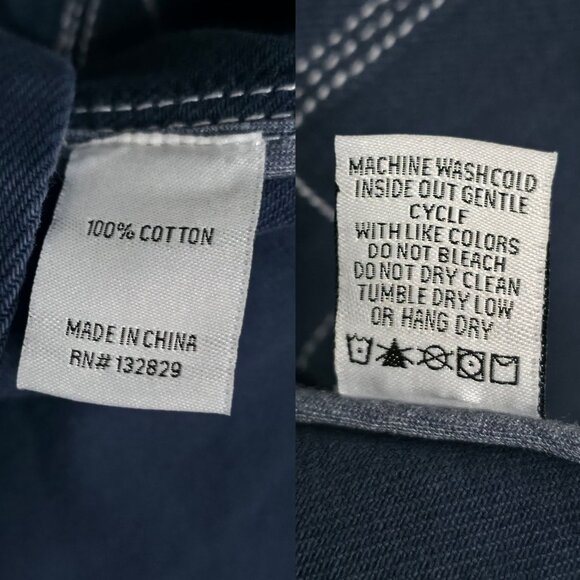 100% COTTON
MADE IN CHINA
RN# 132829
MACHINE WASH COLD
INSIDE OUT GENTLE
CYCLE
WITH LIKE COLORS
DO NOT BLEACH
DO NOT DRY CLEAN
TUMBLE DRY LOW
OR HANG DRY